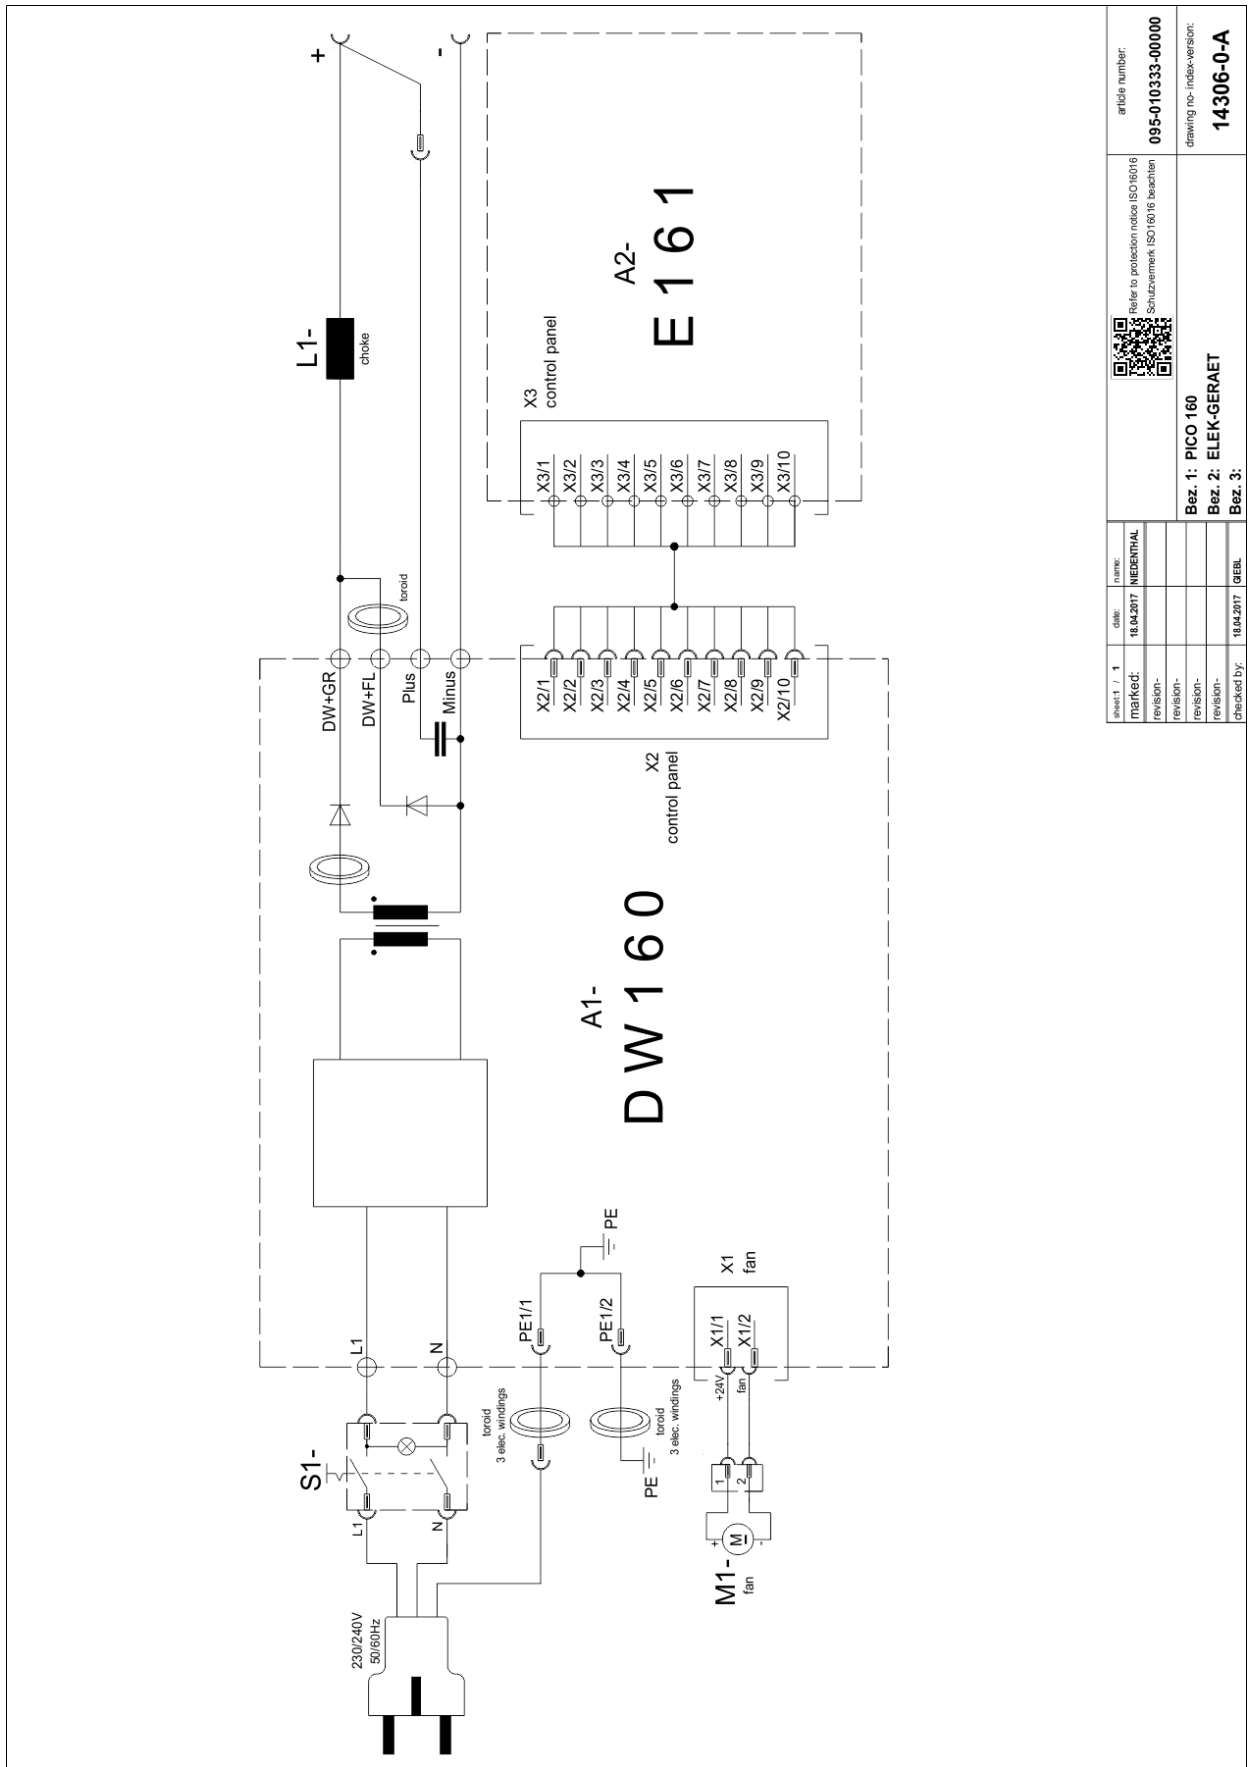 +
-
L1-
choke
toroid
DW+GR
DW+FL
Plus
Minus
A2-
E161
X3
control panel
X3/1
X3/2
X3/3
X3/4
X3/5
X3/6
X3/7
X3/8
X3/9
X3/10
X2/1
X2/2
X2/3
X2/4
X2/5
X2/6
X2/7
X2/8
X2/9
X2/10
X2
control panel
A1-
DW160
L1
N
S1-
L1
N
230/240V
50/60Hz
PE1/1
PE1/2
PE
toroid
3 elec. windings
toroid
3 elec. windings
PE
X1
fan
X1/1
X1/2
+24V
fan
1
2
+
M
-
M1-
fan
sheet:1 / 1
date:
name:
marked:
18.04.2017
NIEDENTHAL
revision-
revision-
revision-
revision-
checked by:
18.04.2017
GIEBL
Refer to protection notice ISO16016
Schutzvermerk ISO16016 beachten
Bez. 1: PICO 160
Bez. 2: ELEK-GERAET
Bez. 3:
article number:
095-010333-00000
drawing no- index-version:
14306-0-A